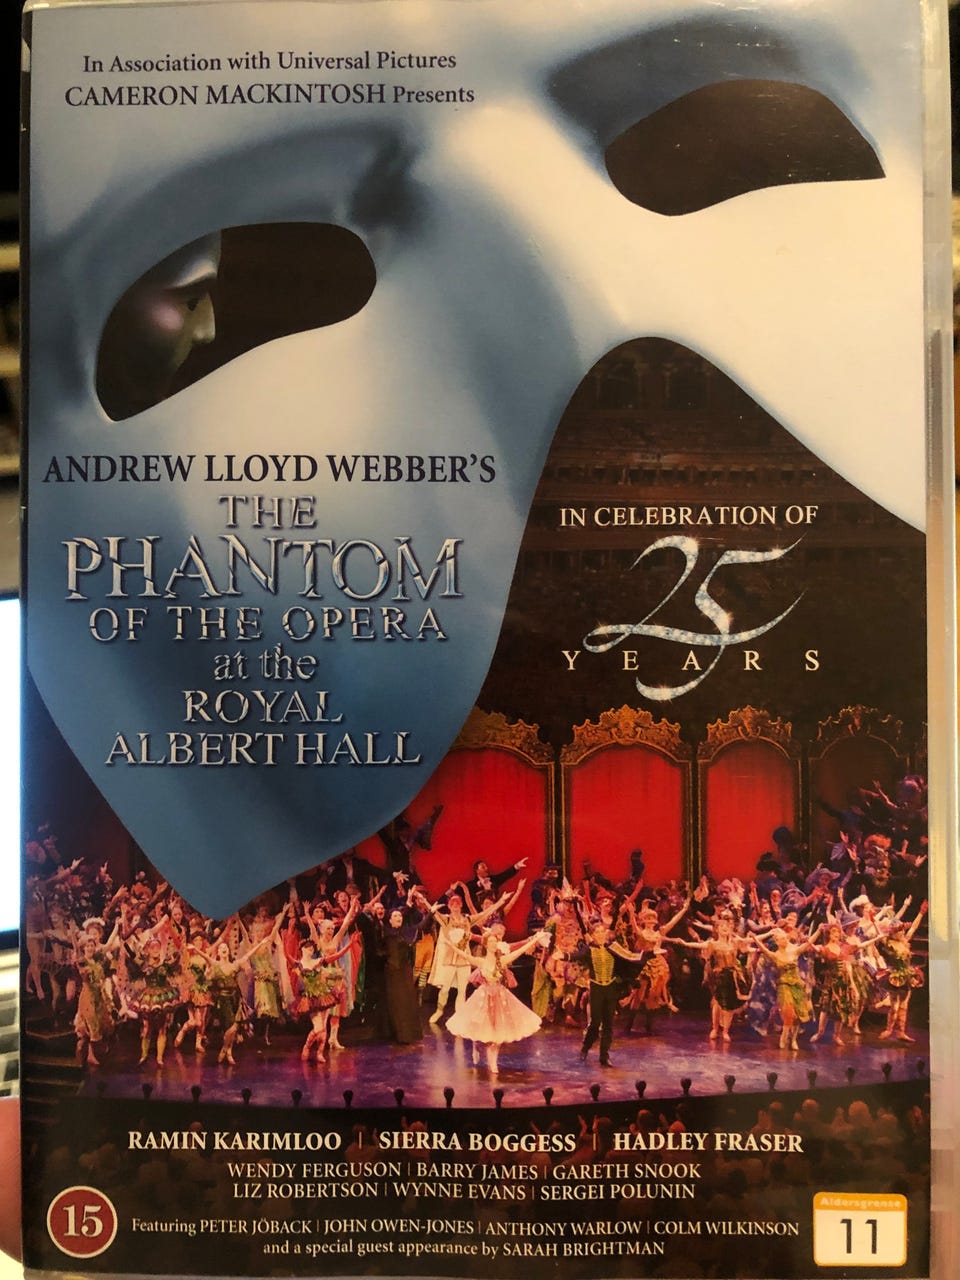 In Association with Universal Pictures
CAMERON MACKINTOSH Presents
ANDREW LLOYD WEBBER'S
THE
PHANTOM
OF THE OPERA
at the
ROYAL
ALBERT HALL
IN CELEBRATION OF
25
YEARS
RAMIN KARIMLOO | SIERRA BOGGESS | HADLEY FRASER
WENDY FERGUSON | BARRY JAMES | GARETH SNOOK
LIZ ROBERTSON | WYNNE EVANS | SERGEI POLUNIN
Featuring PETER JÖBACK | JOHN OWEN-JONES | ANTHONY WARLOW | COLM WILKINSON
and a special guest appearance by SARAH BRIGHTMAN
15
Aldersgrense
11